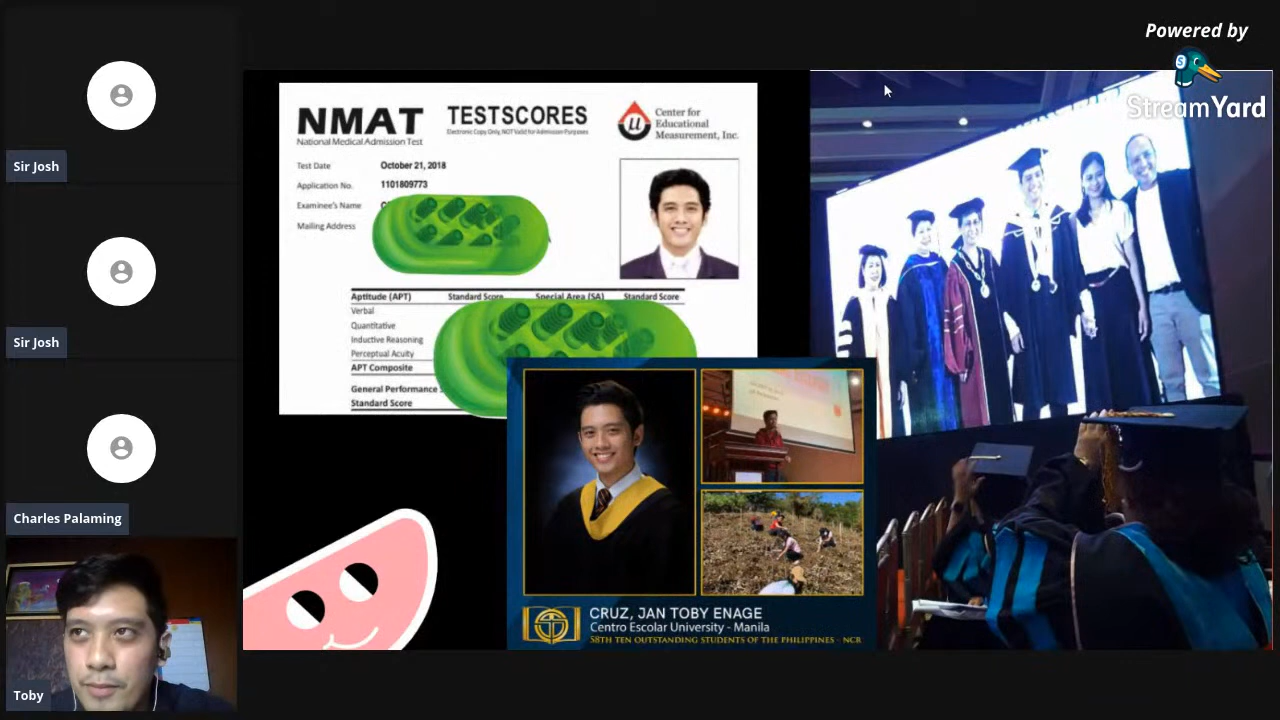 Powered by
StreamYard
Sir Josh
Sir Josh
Charles Palaming
Toby
NMAT
National Medical Admission Test
TESTSCORES
Electronic Copy Only, NOT Valid for Admission Purposes
Center for
Educational
Measurement, Inc.
Test Date October 21, 2018
Application No. 1101809773
Examinee's Name
Mailing Address
Aptitude (APT) Standard Score Special Area (SA) Standard Score
Verbal
Quantitative
Inductive Reasoning
Perceptual Acuity
APT Composite
General Performance
Standard Score
CRUZ, JAN TOBY ENAGE
Centro Escolar University - Manila
58TH TEN OUTSTANDING STUDENTS OF THE PHILIPPINES - NCR